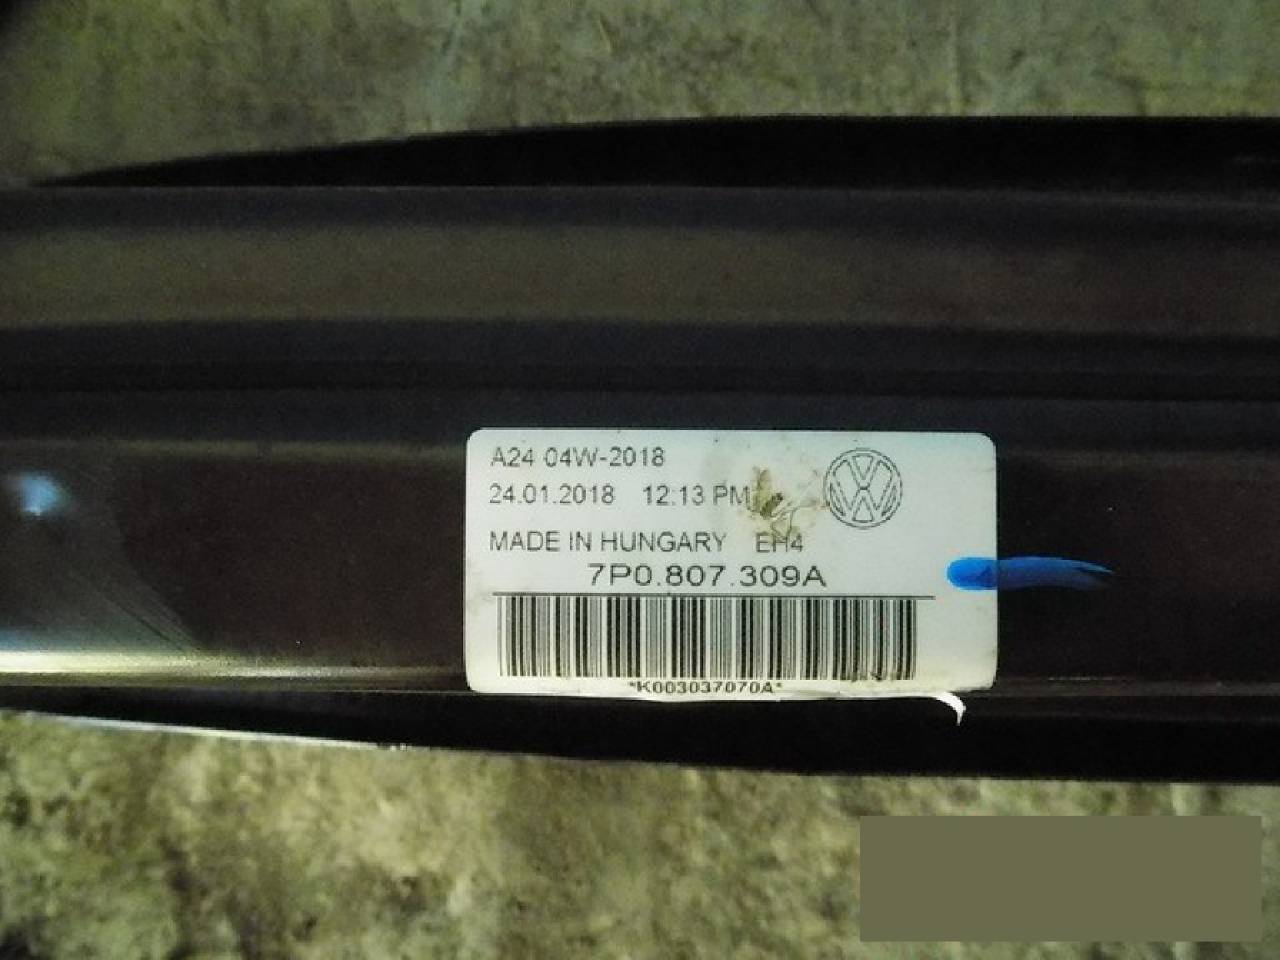 A24 04W-2018
24.01.2018 12:13 PM
MADE IN HUNGARY EH4
7P0.807.309A
*K003037070A*